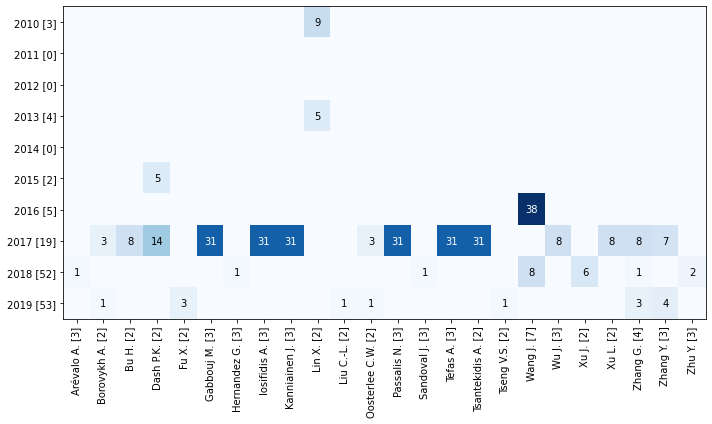 2010 [3] 9
2011 [0]
2012 [0]
2013 [4] 5
2014 [0]
2015 [2] 5
2016 [5] 38
2017 [19] 3 8 14 31 31 31 3 31 31 31 8 8 8 7
2018 [52] 1 1 1 8 6 1 2
2019 [53] 1 3 1 1 1 3 4
Arévalo A. [3]
Borovykh A. [2]
Bu H. [2]
Dash P.K. [2]
Fu X. [2]
Gabbouj M. [3]
Hernandez G. [3]
Iosifidis A. [3]
Kanniainen J. [3]
Lin X. [2]
Liu C.-L. [2]
Oosterlee C.W. [2]
Passalis N. [3]
Sandoval J. [3]
Tefas A. [3]
Tsantekidis A. [2]
Tseng V.S. [2]
Wang J. [7]
Wu J. [3]
Xu J. [2]
Xu L. [2]
Zhang G. [4]
Zhang Y. [3]
Zhu Y. [3]